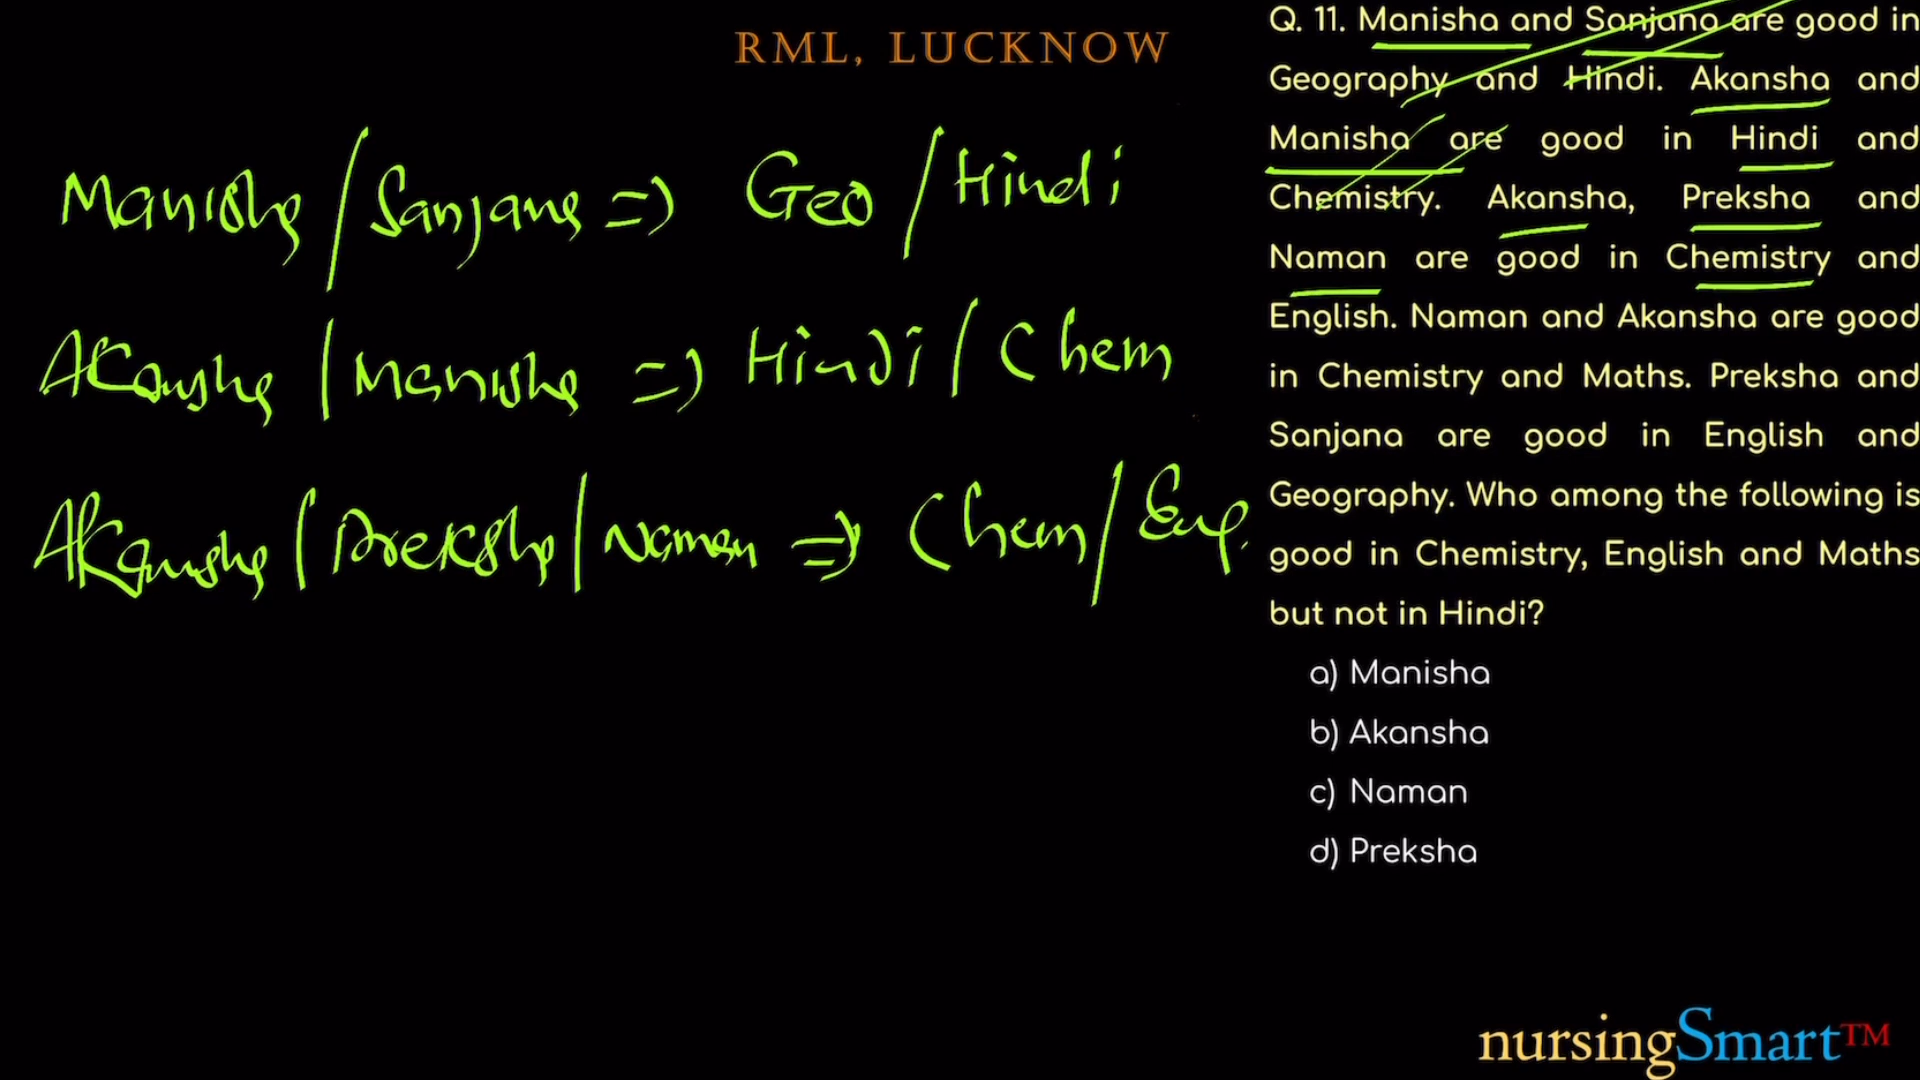 RML, LUCKNOW
Q. 11. Manisha and Sanjana are good in
Geography and Hindi. Akansha and
Manisha are good in Hindi and
Chemistry. Akansha, Preksha and
Naman are good in Chemistry and
English. Naman and Akansha are good
in Chemistry and Maths. Preksha and
Sanjana are good in English and
Geography. Who among the following is
good in Chemistry, English and Maths
but not in Hindi?
a) Manisha
b) Akansha
c) Naman
d) Preksha
Manisha / Sanjana => Geo / Hindi
Akansha / Manisha => Hindi / Chem
Akansha / Preksha / Naman => Chem / Eng.
nursingSmart™